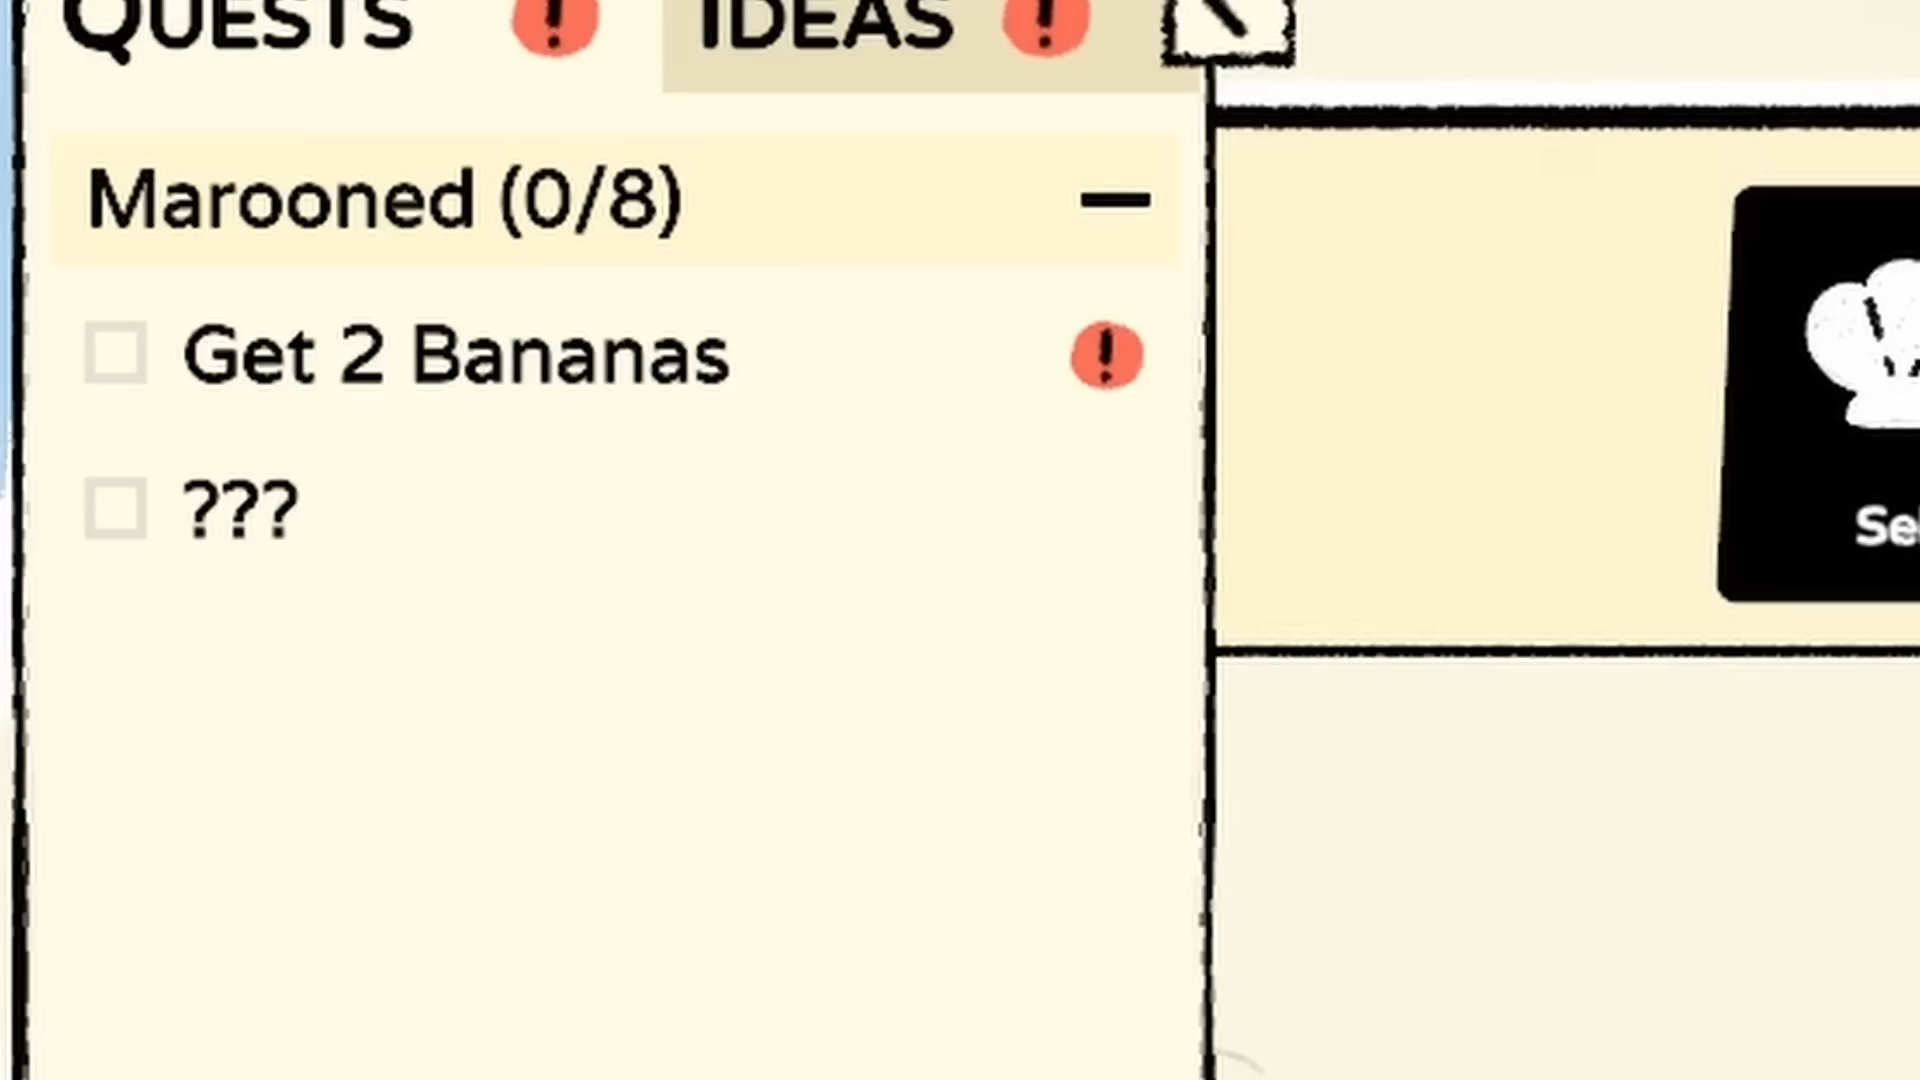 QUESTS ! IDEAS !
Marooned (0/8)
Get 2 Bananas !
???